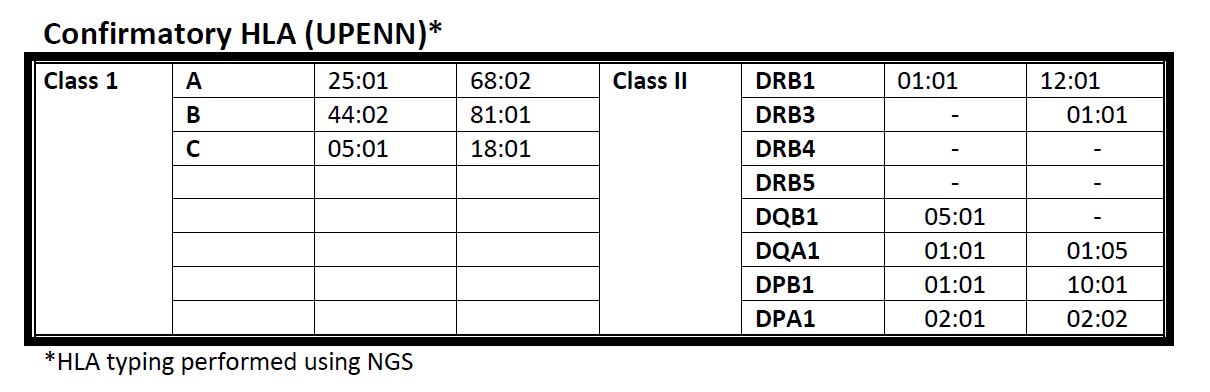 Confirmatory HLA (UPENN)*
Class 1 A 25:01 68:02 Class II DRB1 01:01 12:01
B 44:02 81:01 DRB3 - 01:01
C 05:01 18:01 DRB4 - -
DRB5 - -
DQB1 05:01 -
DQA1 01:01 01:05
DPB1 01:01 10:01
DPA1 02:01 02:02
*HLA typing performed using NGS